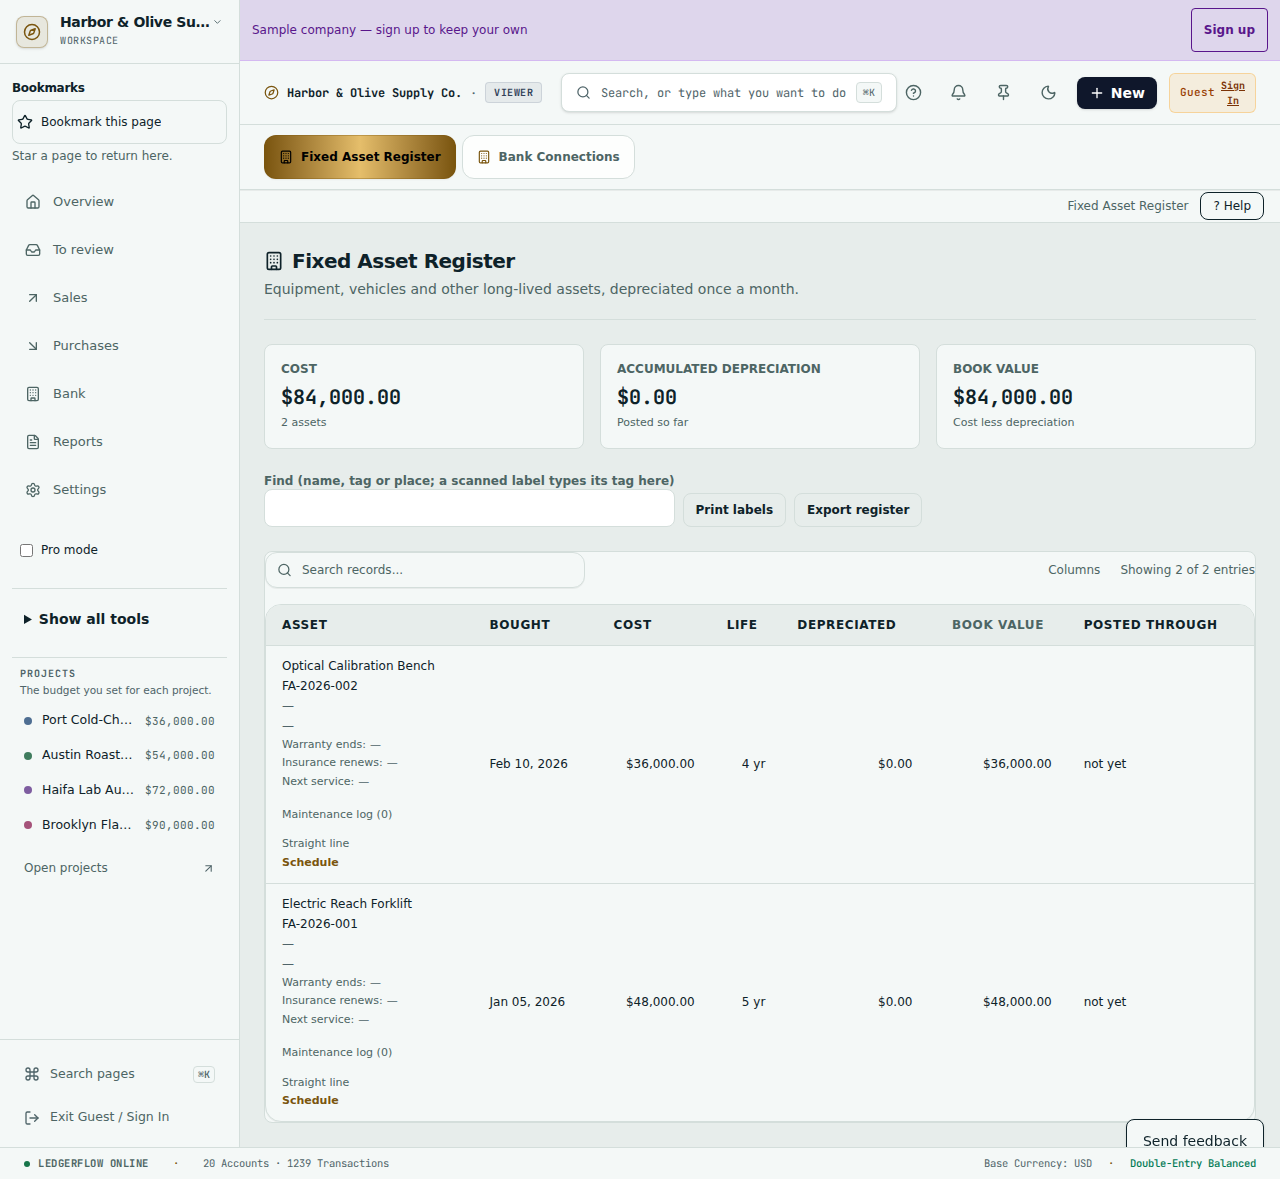 Harbor & Olive Su...
WORKSPACE
Bookmarks
Bookmark this page
Star a page to return here.
Overview
To review
Sales
Purchases
Bank
Reports
Settings
Pro mode
Show all tools
PROJECTS
The budget you set for each project.
Port Cold-Ch... $36,000.00
Austin Roast... $54,000.00
Haifa Lab Au... $72,000.00
Brooklyn Fla... $90,000.00
Open projects
Search pages ⌘K
Exit Guest / Sign In
Sample company — sign up to keep your own
Sign up
Harbor & Olive Supply Co. · VIEWER
Search, or type what you want to do ⌘K
New
Guest Sign In
Fixed Asset Register
Bank Connections
Fixed Asset Register
? Help
Fixed Asset Register
Equipment, vehicles and other long-lived assets, depreciated once a month.
COST
$84,000.00
2 assets
ACCUMULATED DEPRECIATION
$0.00
Posted so far
BOOK VALUE
$84,000.00
Cost less depreciation
Find (name, tag or place; a scanned label types its tag here)
Print labels
Export register
Search records...
Columns
Showing 2 of 2 entries
ASSET BOUGHT COST LIFE DEPRECIATED BOOK VALUE POSTED THROUGH
Optical Calibration Bench
FA-2026-002
—
—
Warranty ends: —
Insurance renews: —
Next service: —
Maintenance log (0)
Straight line
Schedule
Feb 10, 2026 $36,000.00 4 yr $0.00 $36,000.00 not yet
Electric Reach Forklift
FA-2026-001
—
—
Warranty ends: —
Insurance renews: —
Next service: —
Maintenance log (0)
Straight line
Schedule
Jan 05, 2026 $48,000.00 5 yr $0.00 $48,000.00 not yet
Send feedback
LEDGERFLOW ONLINE · 20 Accounts · 1239 Transactions
Base Currency: USD · Double-Entry Balanced